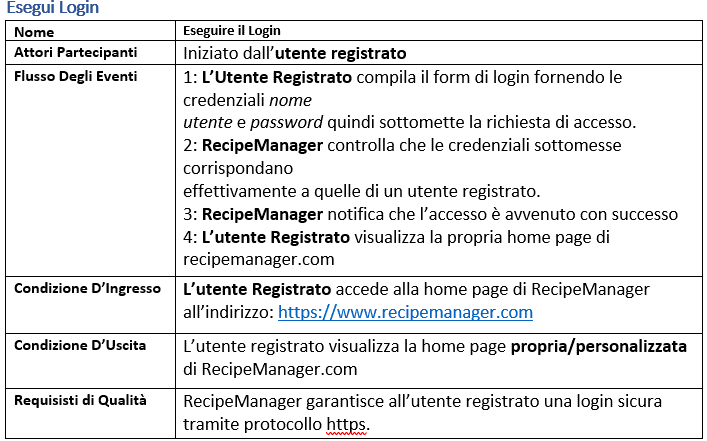 Esegui Login
Nome
Eseguire il Login
Attori Partecipanti
Iniziato dall’utente registrato
Flusso Degli Eventi
1: L’Utente Registrato compila il form di login fornendo le
credenziali nome
utente e password quindi sottomette la richiesta di accesso.
2: RecipeManager controlla che le credenziali sottomesse
corrispondano
effettivamente a quelle di un utente registrato.
3: RecipeManager notifica che l’accesso è avvenuto con successo
4: L’utente Registrato visualizza la propria home page di
recipemanager.com
Condizione D’Ingresso
L’utente Registrato accede alla home page di RecipeManager
all’indirizzo: https://www.recipemanager.com
Condizione D’Uscita
L’utente registrato visualizza la home page propria/personalizzata
di RecipeManager.com
Requisiti di Qualità
RecipeManager garantisce all’utente registrato una login sicura
tramite protocollo https.